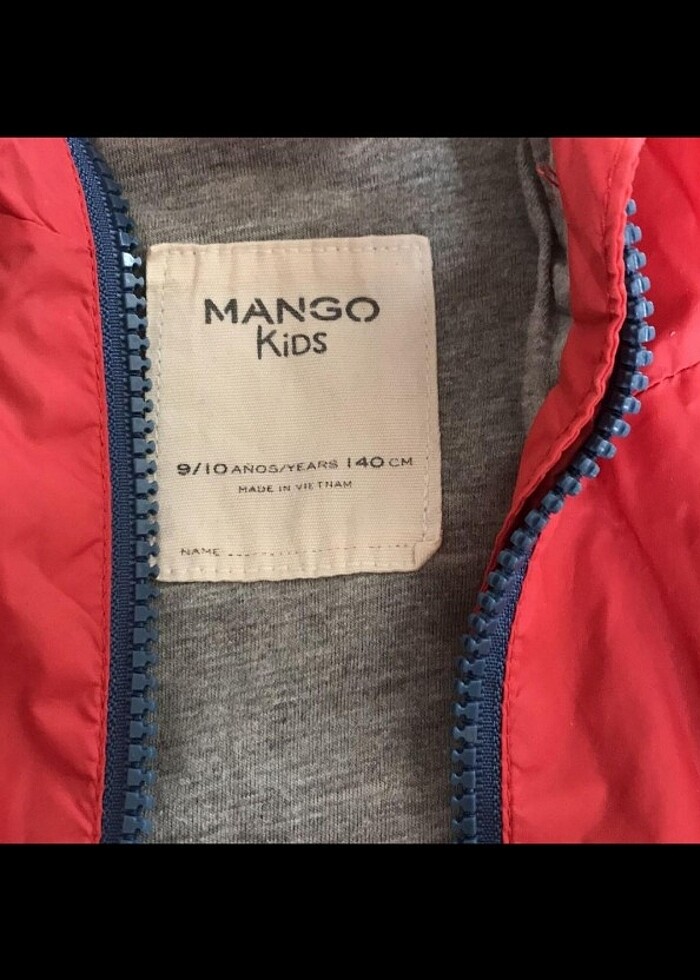 MANGO
KiDS
9/10 AÑOS/YEARS 140 CM
MADE IN VIETNAM
NAME